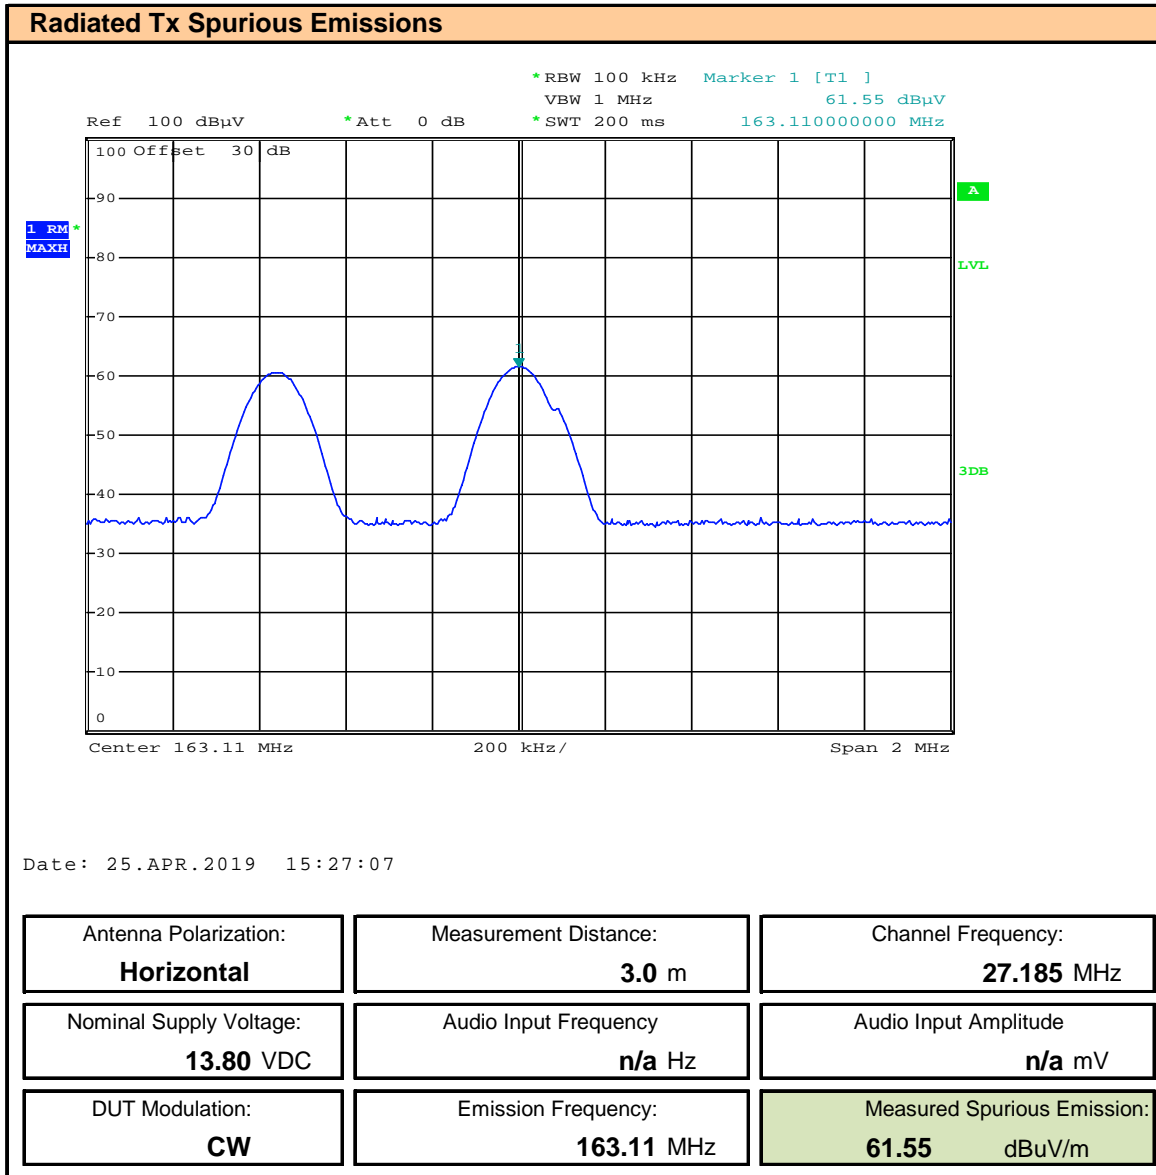 Radiated Tx Spurious Emissions
*RBW 100 kHz Marker 1 [T1 ]
VBW 1 MHz 61.55 dBµV
Ref 100 dBµV *Att 0 dB *SWT 200 ms 163.110000000 MHz
100 Offset 30 dB
90
A
1 RM *
MAXH
80
LVL
70
1
60
50
3DB
40
30
20
10
0
Center 163.11 MHz 200 kHz/ Span 2 MHz
Date: 25.APR.2019 15:27:07
Antenna Polarization: Measurement Distance: Channel Frequency:
Horizontal 3.0 m 27.185 MHz
Nominal Supply Voltage: Audio Input Frequency Audio Input Amplitude
13.80 VDC n/a Hz n/a mV
DUT Modulation: Emission Frequency: Measured Spurious Emission:
CW 163.11 MHz 61.55 dBuV/m